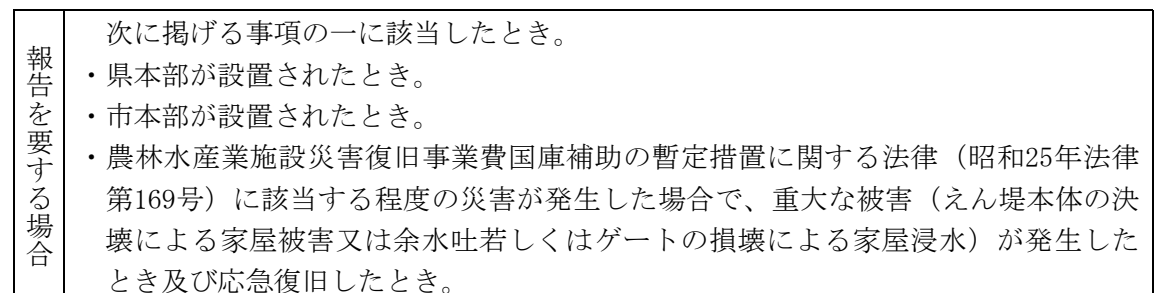 報告を要する場合
次に掲げる事項の一に該当したとき。
・県本部が設置されたとき。
・市本部が設置されたとき。
・農林水産業施設災害復旧事業費国庫補助の暫定措置に関する法律（昭和25年法律
第169号）に該当する程度の災害が発生した場合で、重大な被害（えん堤本体の決
壊による家屋被害又は余水吐若しくはゲートの損壊による家屋浸水）が発生した
とき及び応急復旧したとき。